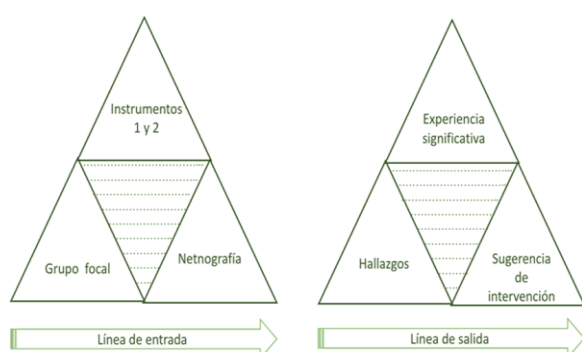 Instrumentos
1 y 2
Grupo focal
Netnografía
Línea de entrada
Experiencia
significativa
Hallazgos
Sugerencia
de
intervención
Línea de salida